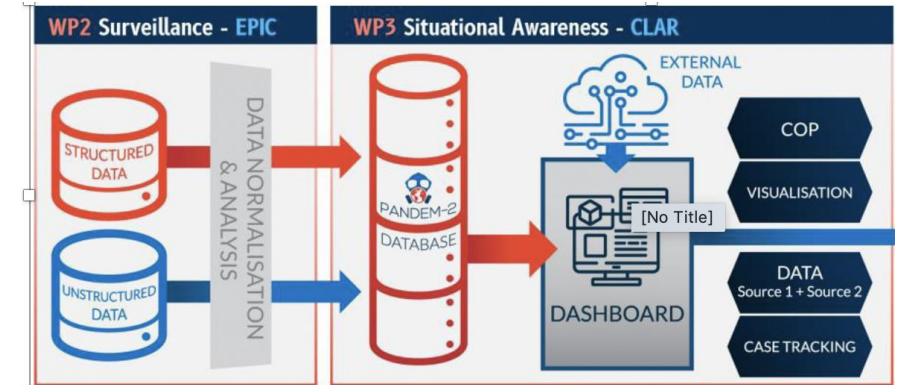 WP2 Surveillance - EPIC
WP3 Situational Awareness - CLAR
STRUCTURED
DATA
UNSTRUCTURED
DATA
DATA NORMALISATION
& ANALYSIS
PANDEM-2
DATABASE
EXTERNAL
DATA
[No Title]
DASHBOARD
COP
VISUALISATION
DATA
Source 1 + Source 2
CASE TRACKING